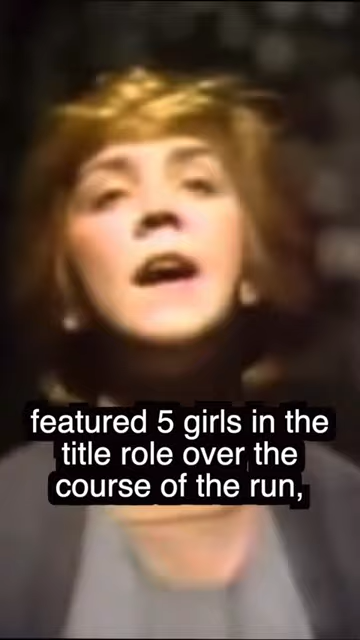 featured 5 girls in the
title role over the
course of the run,